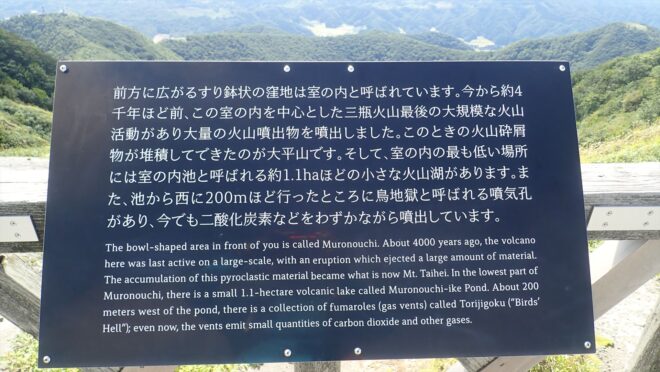 前方に広がるすり鉢状の窪地は室の内と呼ばれています。今から約4
千年ほど前、この室の内を中心とした三瓶火山最後の大規模な火山
活動があり大量の火山噴出物を噴出しました。このときの火山砕屑
物が堆積してできたのが太平山です。そして、室の内の最も低い場所
には室の内池と呼ばれる約1.1haほどの小さな火山湖があります。ま
た、池から西に200mほど行ったところに鳥地獄と呼ばれる噴気孔
があり、今でも二酸化炭素などをわずかながら噴出しています。
The bowl-shaped area in front of you is called Muronouchi. About 4000 years ago, the volcano
here was last active on a large-scale, with an eruption which ejected a large amount of material.
The accumulation of this pyroclastic material became what is now Mt. Taihei. In the lowest part of
Muronouchi, there is a small 1.1-hectare volcanic lake called Muronouchi-ike Pond. About 200
meters west of the pond, there is a collection of fumaroles (gas vents) called Torijigoku ("Birds'
Hell"); even now, the vents emit small quantities of carbon dioxide and other gases.